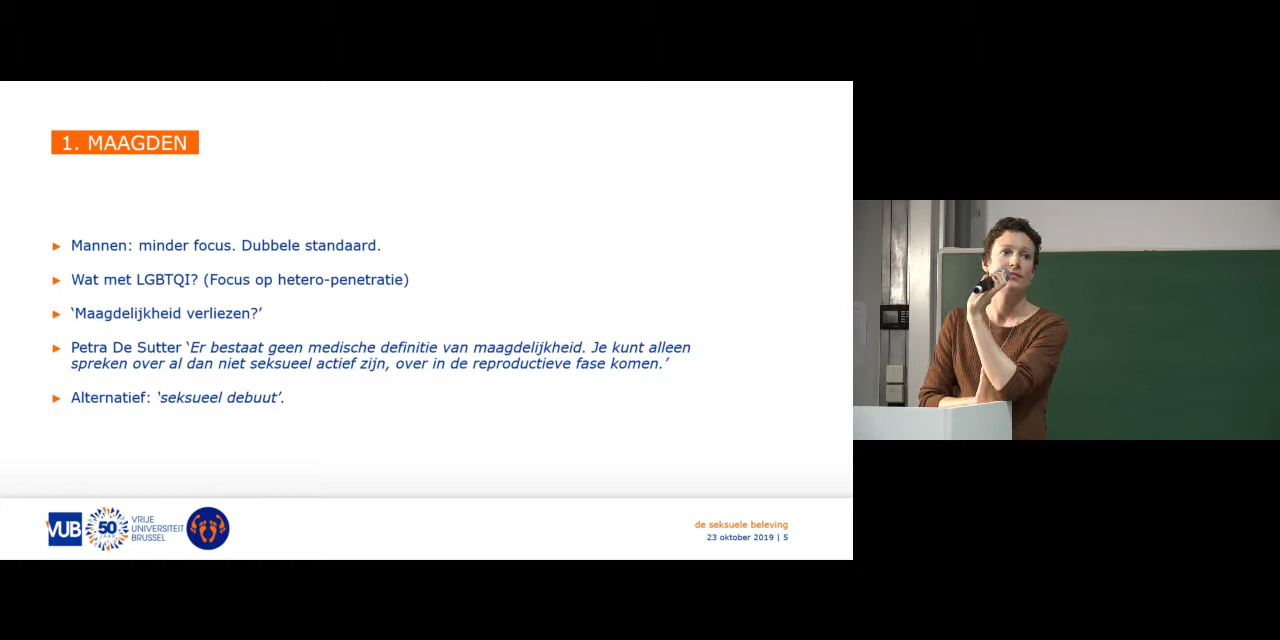 1. MAAGDEN
► Mannen: minder focus. Dubbele standaard.
► Wat met LGBTQI? (Focus op hetero-penetratie)
► ‘Maagdelijkheid verliezen?’
► Petra De Sutter ‘Er bestaat geen medische definitie van maagdelijkheid. Je kunt alleen
spreken over al dan niet seksueel actief zijn, over in de reproductieve fase komen.’
► Alternatief: ‘seksueel debuut’.
VUB
50
JAAR
VRIJE
UNIVERSITEIT
BRUSSEL
de seksuele beleving
23 oktober 2019 | 5